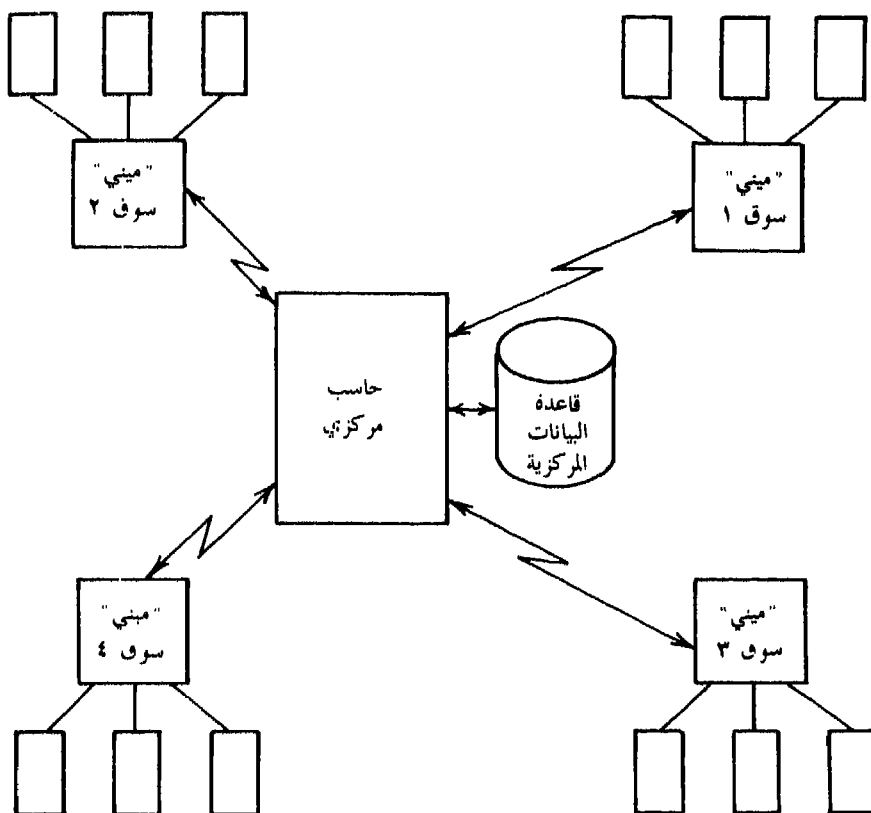 "ميني"
سوق ١
"ميني"
سوق ٢
حاسب
مركزي
قاعدة
البيانات
المركزية
"ميني"
سوق ٣
"ميني"
سوق ٤